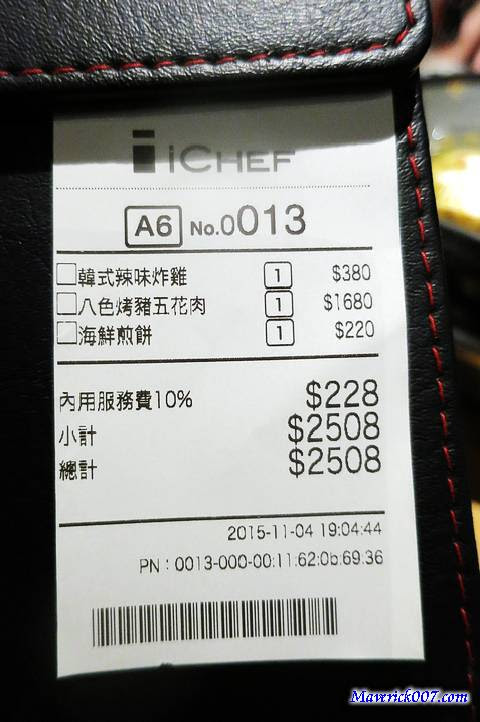 iCHEF
A6 No.0013
韓式辣味炸雞 1 $380
八色烤豬五花肉 1 $1680
海鮮煎餅 1 $220
內用服務費10% $228
小計 $2508
總計 $2508
2015-11-04 19:04:44
PN：0013-000-00:11:62:0b:69:36
Maverick007.com